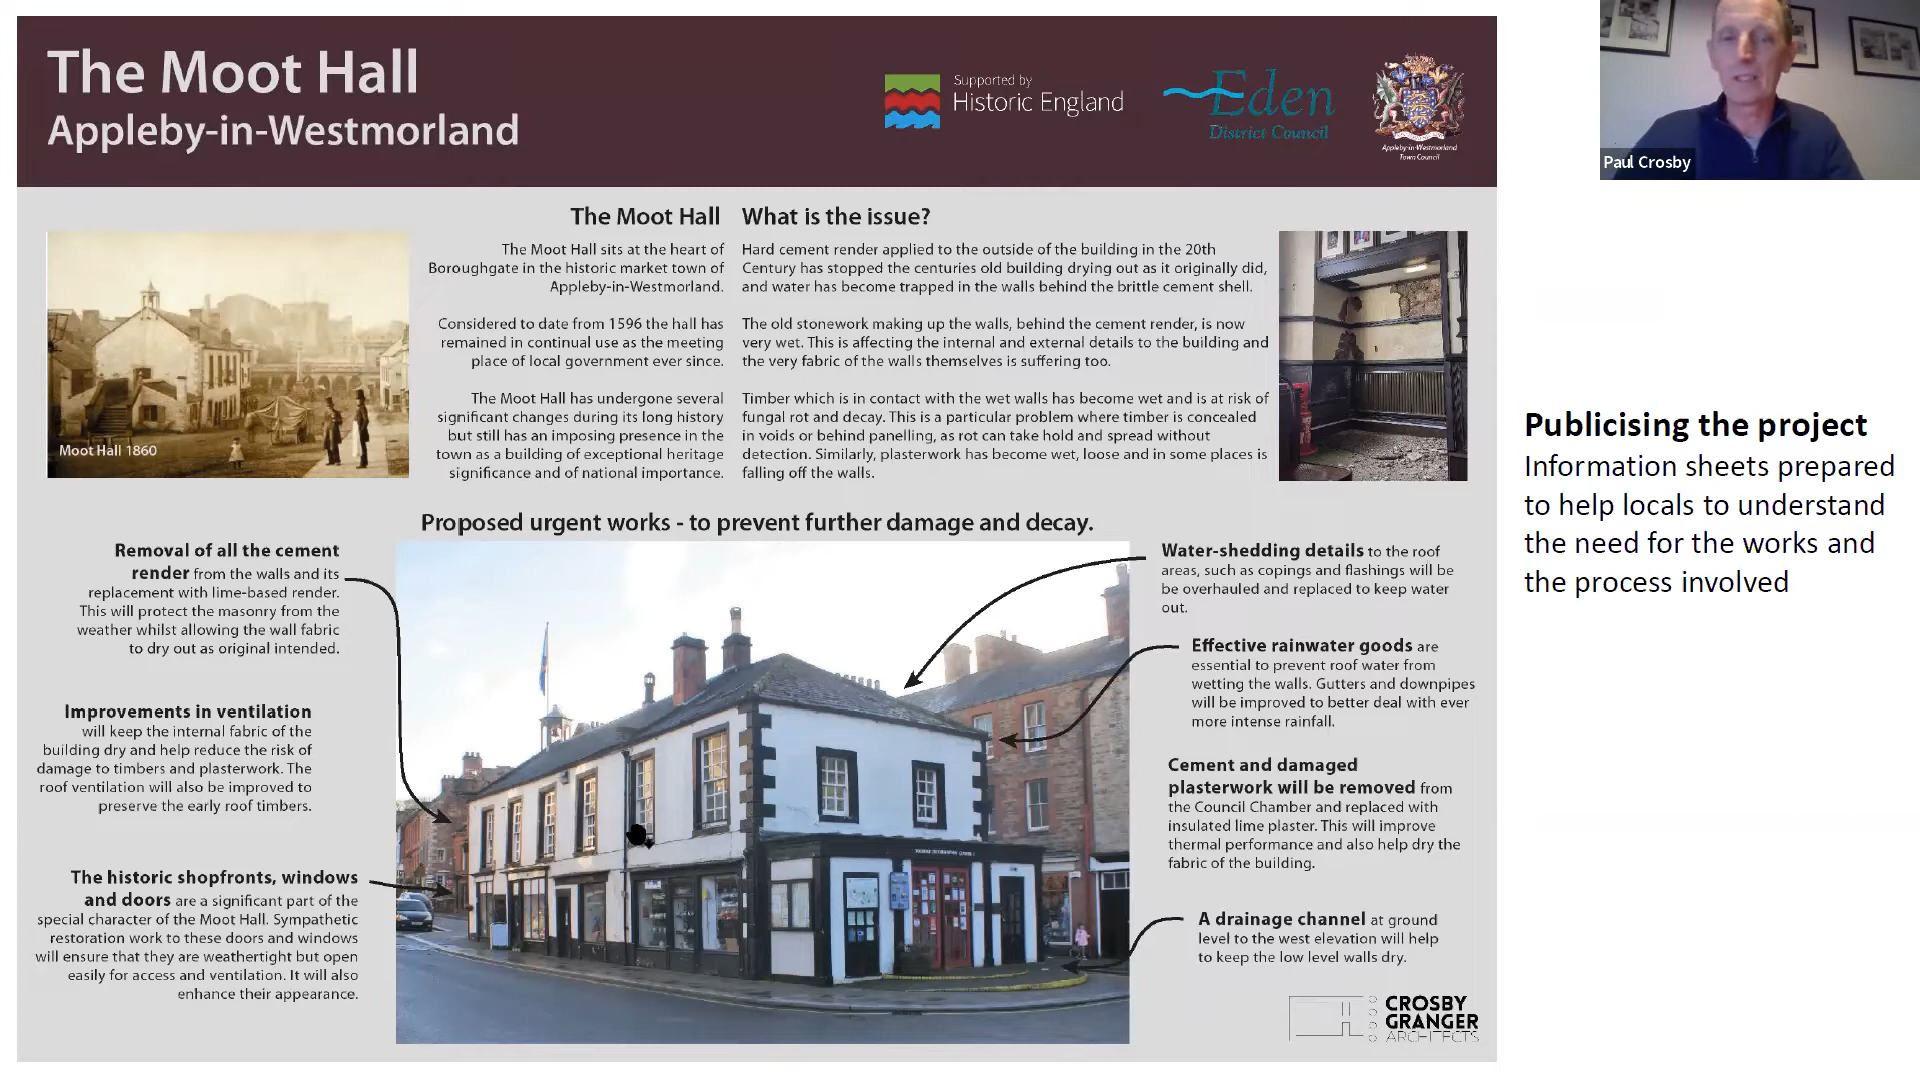 The Moot Hall
Appleby-in-Westmorland
Supported by
Historic England
Eden
District Council
Appleby-in-Westmorland
Town Council
Paul Crosby
Moot Hall 1860
The Moot Hall
The Moot Hall sits at the heart of
Boroughgate in the historic market town of
Appleby-in-Westmorland.
Considered to date from 1596 the hall has
remained in continual use as the meeting
place of local government ever since.
The Moot Hall has undergone several
significant changes during its long history
but still has an imposing presence in the
town as a building of exceptional heritage
significance and of national importance.
What is the issue?
Hard cement render applied to the outside of the building in the 20th
Century has stopped the centuries old building drying out as it originally did,
and water has become trapped in the walls behind the brittle cement shell.
The old stonework making up the walls, behind the cement render, is now
very wet. This is affecting the internal and external details to the building and
the very fabric of the walls themselves is suffering too.
Timber which is in contact with the wet walls has become wet and is at risk of
fungal rot and decay. This is a particular problem where timber is concealed
in voids or behind panelling, as rot can take hold and spread without
detection. Similarly, plasterwork has become wet, loose and in some places is
falling off the walls.
Proposed urgent works - to prevent further damage and decay.
Removal of all the cement
render from the walls and its
replacement with lime-based render.
This will protect the masonry from the
weather whilst allowing the wall fabric
to dry out as original intended.
Improvements in ventilation
will keep the internal fabric of the
building dry and help reduce the risk of
damage to timbers and plasterwork. The
roof ventilation will also be improved to
preserve the early roof timbers.
The historic shopfronts, windows
and doors are a significant part of the
special character of the Moot Hall. Sympathetic
restoration work to these doors and windows
will ensure that they are weathertight but open
easily for access and ventilation. It will also
enhance their appearance.
Water-shedding details to the roof
areas, such as copings and flashings will be
be overhauled and replaced to keep water
out.
Effective rainwater goods are
essential to prevent roof water from
wetting the walls. Gutters and downpipes
will be improved to better deal with ever
more intense rainfall.
Cement and damaged
plasterwork will be removed from
the Council Chamber and replaced with
insulated lime plaster. This will improve
thermal performance and also help dry the
fabric of the building.
A drainage channel at ground
level to the west elevation will help
to keep the low level walls dry.
CROSBY
GRANGER
ARCHITECTS
Publicising the project
Information sheets prepared
to help locals to understand
the need for the works and
the process involved